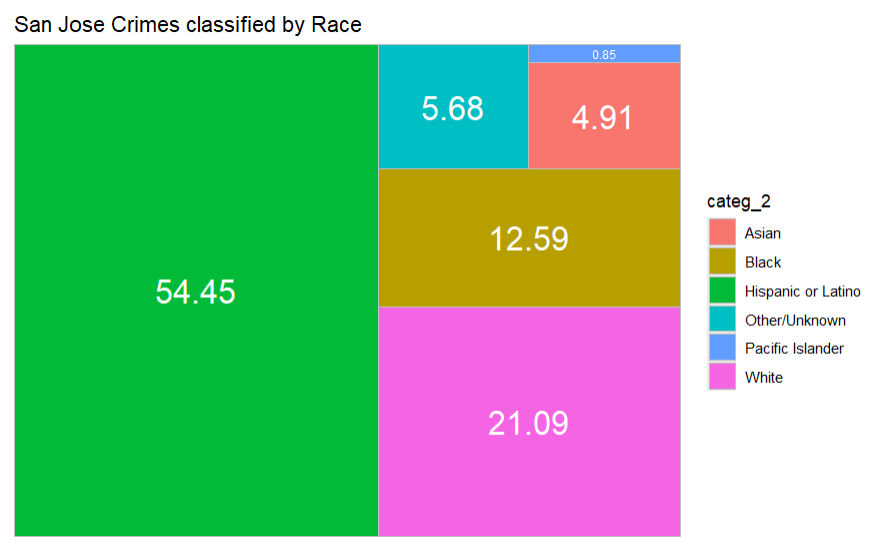 San Jose Crimes classified by Race
0.85
5.68
4.91
12.59
54.45
21.09
categ_2
Asian
Black
Hispanic or Latino
Other/Unknown
Pacific Islander
White